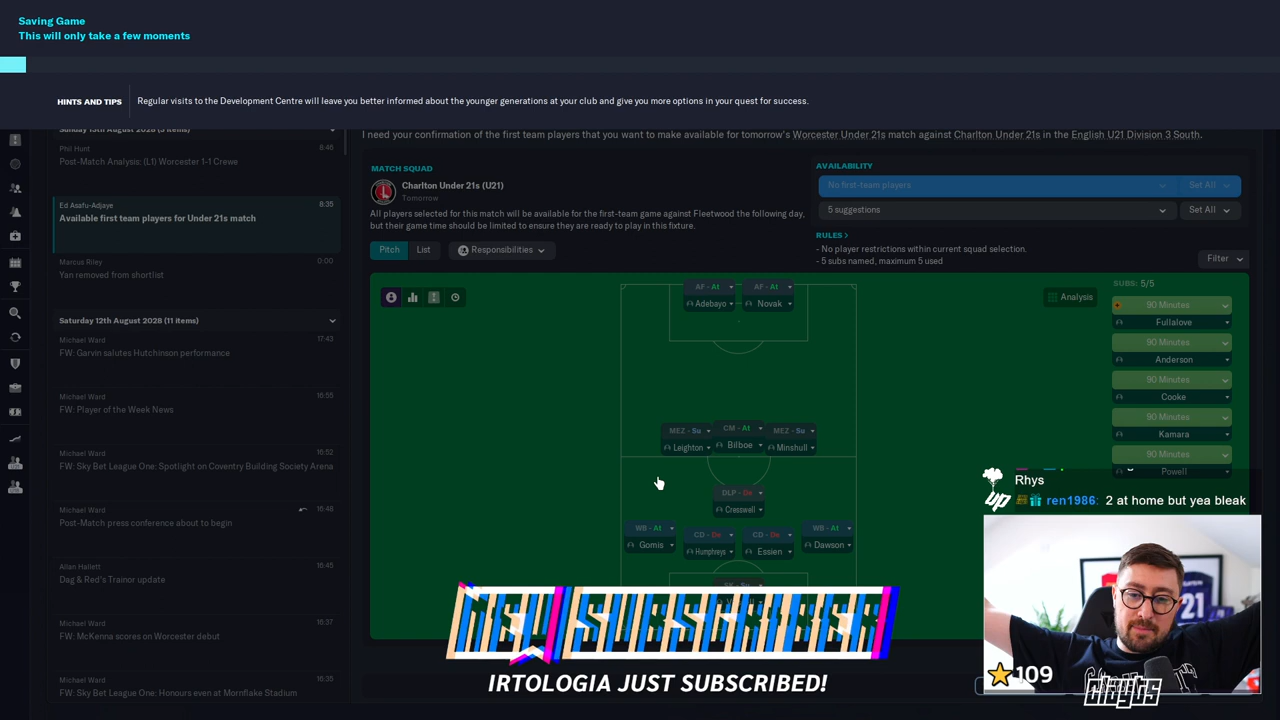 Saving Game
This will only take a few moments
HINTS AND TIPS
Regular visits to the Development Centre will leave you better informed about the younger generations at your club and give you more options in your quest for success.
Sunday 13th August 2028 (3 items)
Phil Hunt
8:48
Post-Match Analysis: (L1) Worcester 1-1 Crewe
Ed Asafu-Adjaye
8:35
Available first team players for Under 21s match
Marcus Riley
0:00
Yan removed from shortlist
Saturday 12th August 2028 (11 items)
Michael Ward
17:43
FW: Garvin salutes Hutchinson performance
Michael Ward
16:55
FW: Player of the Week News
Michael Ward
16:52
FW: Sky Bet League One: Spotlight on Coventry Building Society Arena
Michael Ward
16:48
Post-Match press conference about to begin
Allan Hallett
16:45
Dag & Red's Trainor update
Michael Ward
16:37
FW: McKenna scores on Worcester debut
Michael Ward
16:35
FW: Sky Bet League One: Honours even at Mornflake Stadium
I need your confirmation of the first team players that you want to make available for tomorrow's Worcester Under 21s match against Charlton Under 21s in the English U21 Division 3 South.
MATCH SQUAD
Charlton Under 21s (U21)
Tomorrow
All players selected for this match will be available for the first-team game against Fleetwood the following day,
but their game time should be limited to ensure they are ready to play in this fixture.
AVAILABILITY
No first-team players
Set All
5 suggestions
Set All
RULES >
- No player restrictions within current squad selection.
- 5 subs named, maximum 5 used
Pitch
List
Responsibilities
Filter
Analysis
SUBS: 5/5
AF - At
AF - At
Adebayo
Novak
MEZ - Su
CM - At
MEZ - Su
Leighton
Bilboe
Minshull
DLP - De
Cresswell
WB - At
CD - De
CD - De
WB - At
Gomis
Humphreys
Essien
Dawson
SK - Su
90 Minutes
Fullalove
90 Minutes
Anderson
90 Minutes
Cooke
90 Minutes
Kamara
90 Minutes
Powell
Rhys
ren1986: 2 at home but yea bleak
21
109
IRTOLOGIA JUST SUBSCRIBED!